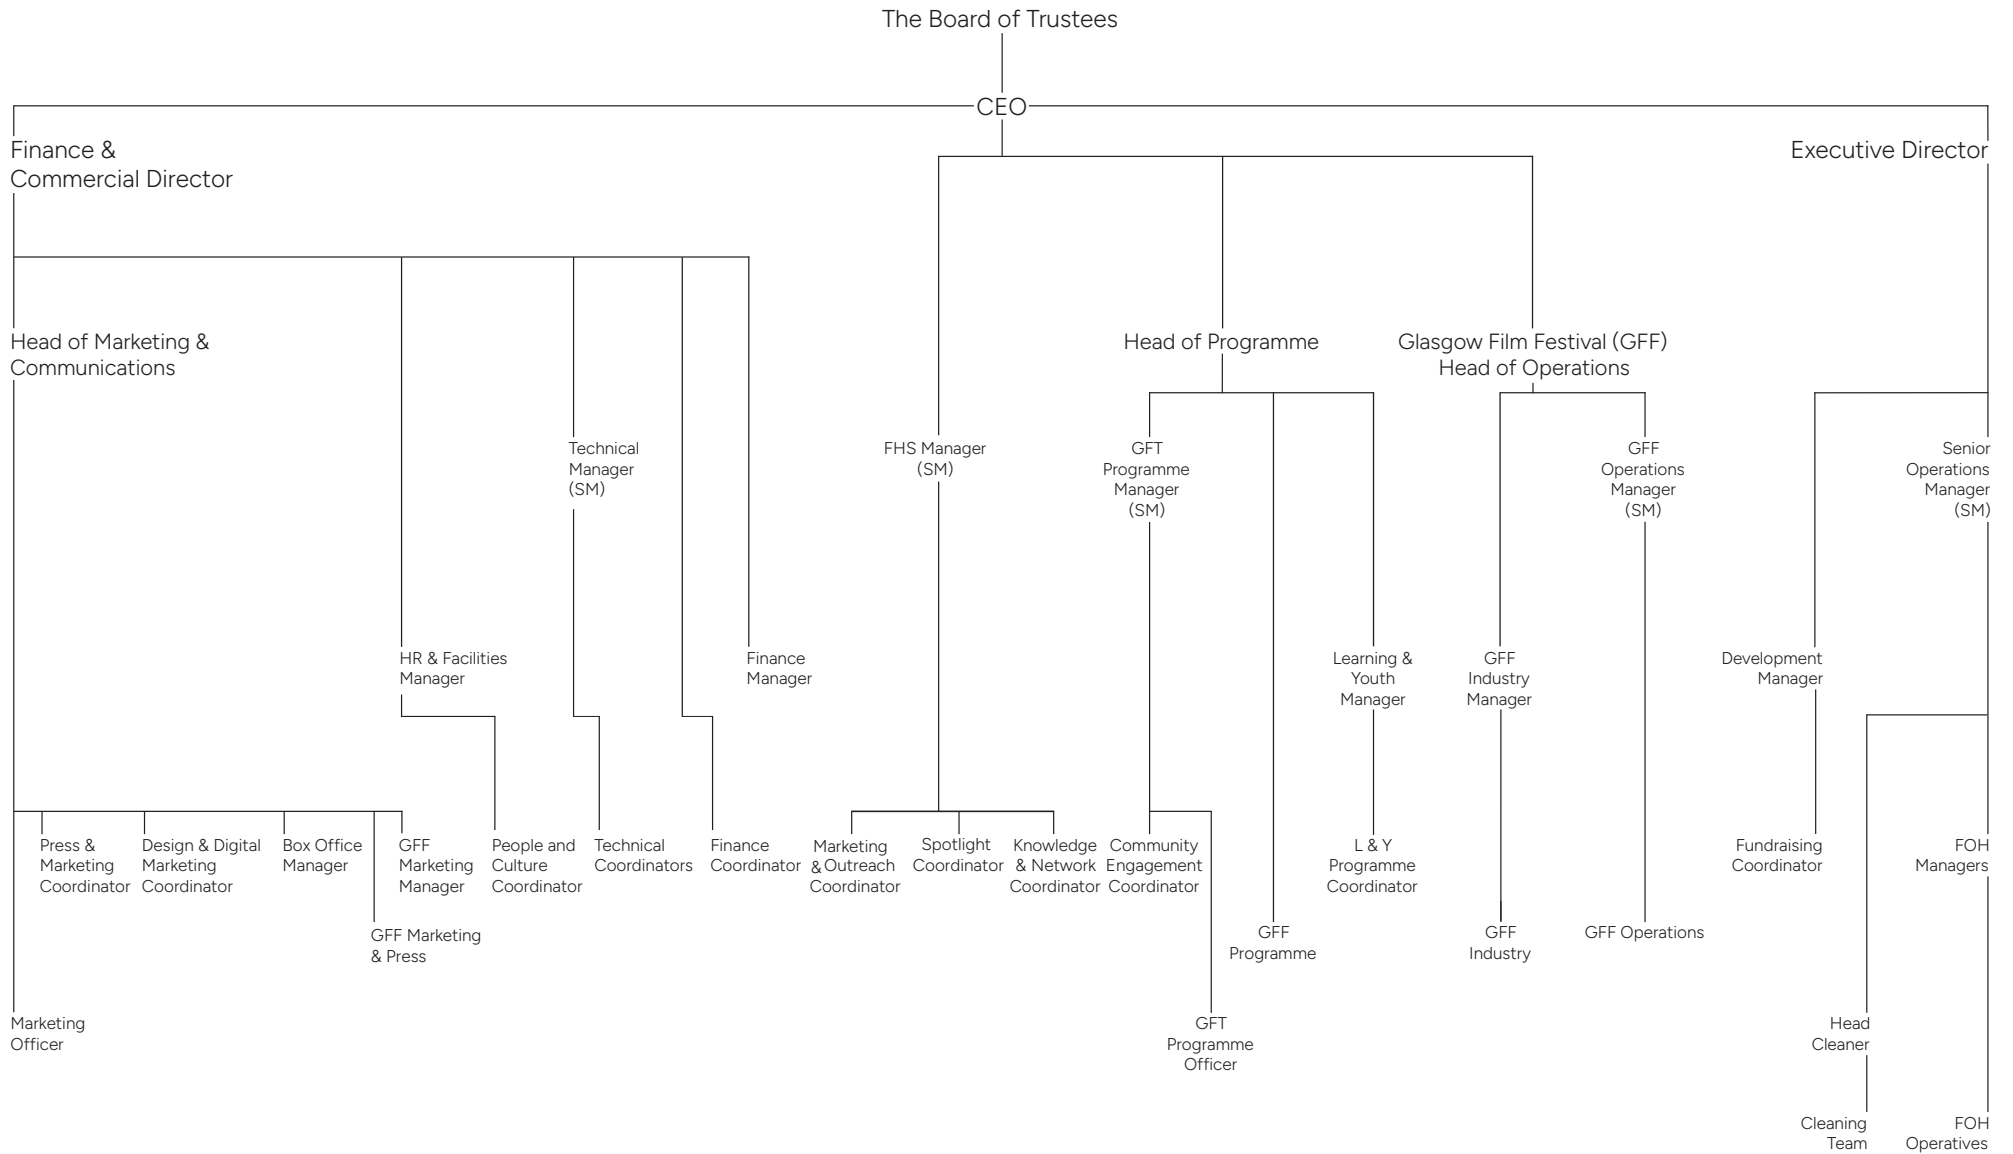 The Board of Trustees
CEO
Finance &
Commercial Director
Executive Director
Head of Marketing &
Communications
Head of Programme
Glasgow Film Festival (GFF)
Head of Operations
Technical
Manager
(SM)
FHS Manager
(SM)
GFT
Programme
Manager
(SM)
GFF
Operations
Manager
(SM)
Senior
Operations
Manager
(SM)
HR & Facilities
Manager
Finance
Manager
Learning &
Youth
Manager
GFF
Industry
Manager
Development
Manager
Press &
Marketing
Coordinator
Design & Digital
Marketing
Coordinator
Box Office
Manager
GFF
Marketing
Manager
People and
Culture
Coordinator
Technical
Coordinators
Finance
Coordinator
Marketing
& Outreach
Coordinator
Spotlight
Coordinator
Knowledge
& Network
Coordinator
Community
Engagement
Coordinator
L & Y
Programme
Coordinator
Fundraising
Coordinator
FOH
Managers
GFF Marketing
& Press
GFF
Programme
GFF
Industry
GFF Operations
Marketing
Officer
GFT
Programme
Officer
Head
Cleaner
Cleaning
Team
FOH
Operatives